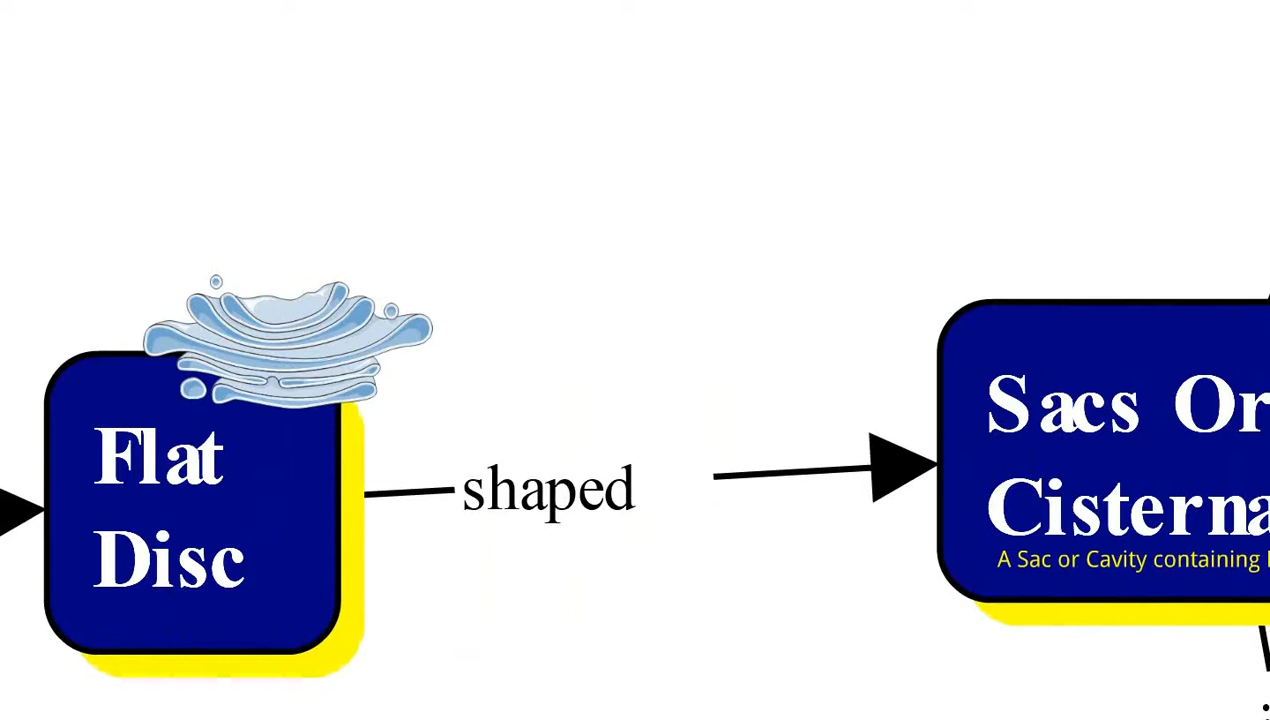 Flat
Disc
shaped
Sacs Or
Cisterna
A Sac or Cavity containing